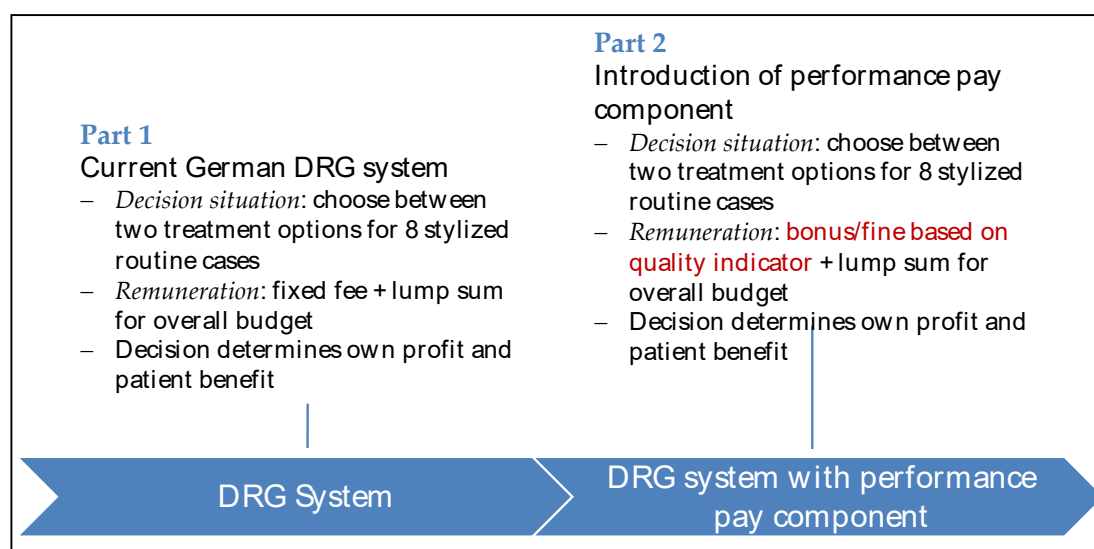 Part 1
Current German DRG system
– Decision situation: choose between
two treatment options for 8 stylized
routine cases
– Remuneration: fixed fee + lump sum
for overall budget
– Decision determines own profit and
patient benefit
Part 2
Introduction of performance pay
component
– Decision situation: choose between
two treatment options for 8 stylized
routine cases
– Remuneration: bonus/fine based on
quality indicator + lump sum for
overall budget
– Decision determines own profit and
patient benefit
DRG System
DRG system with performance
pay component